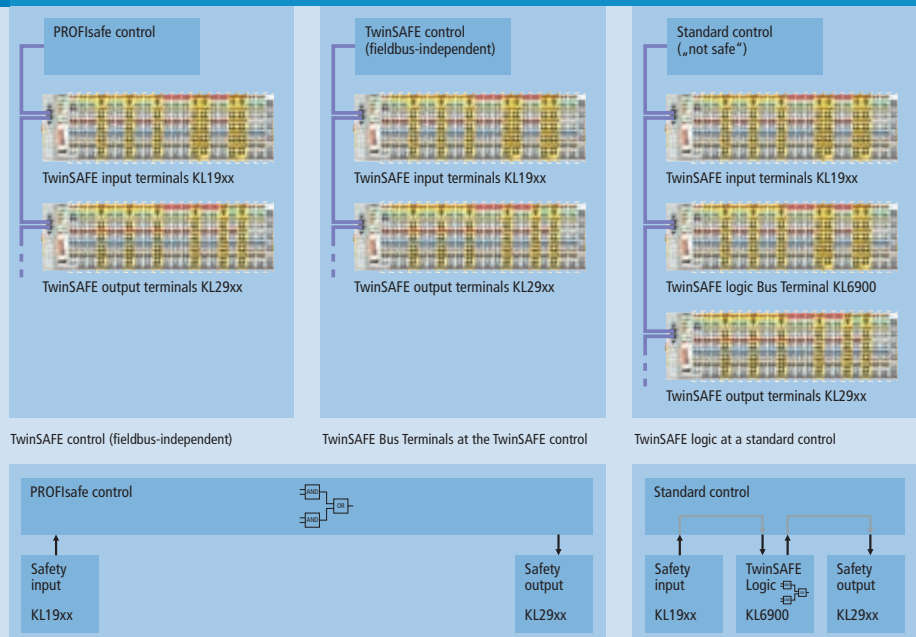 PROFIsafe control
TwinSAFE input terminals KL19xx
TwinSAFE output terminals KL29xx
TwinSAFE control
(fieldbus-independent)
TwinSAFE input terminals KL19xx
TwinSAFE output terminals KL29xx
Standard control
(„not safe“)
TwinSAFE input terminals KL19xx
TwinSAFE logic Bus Terminal KL6900
TwinSAFE output terminals KL29xx
TwinSAFE control (fieldbus-independent)
TwinSAFE Bus Terminals at the TwinSAFE control
TwinSAFE logic at a standard control
PROFIsafe control
AND
OR
AND
Safety
input
KL19xx
Safety
output
KL29xx
Standard control
Safety
input
KL19xx
TwinSAFE
Logic
KL6900
Safety
output
KL29xx